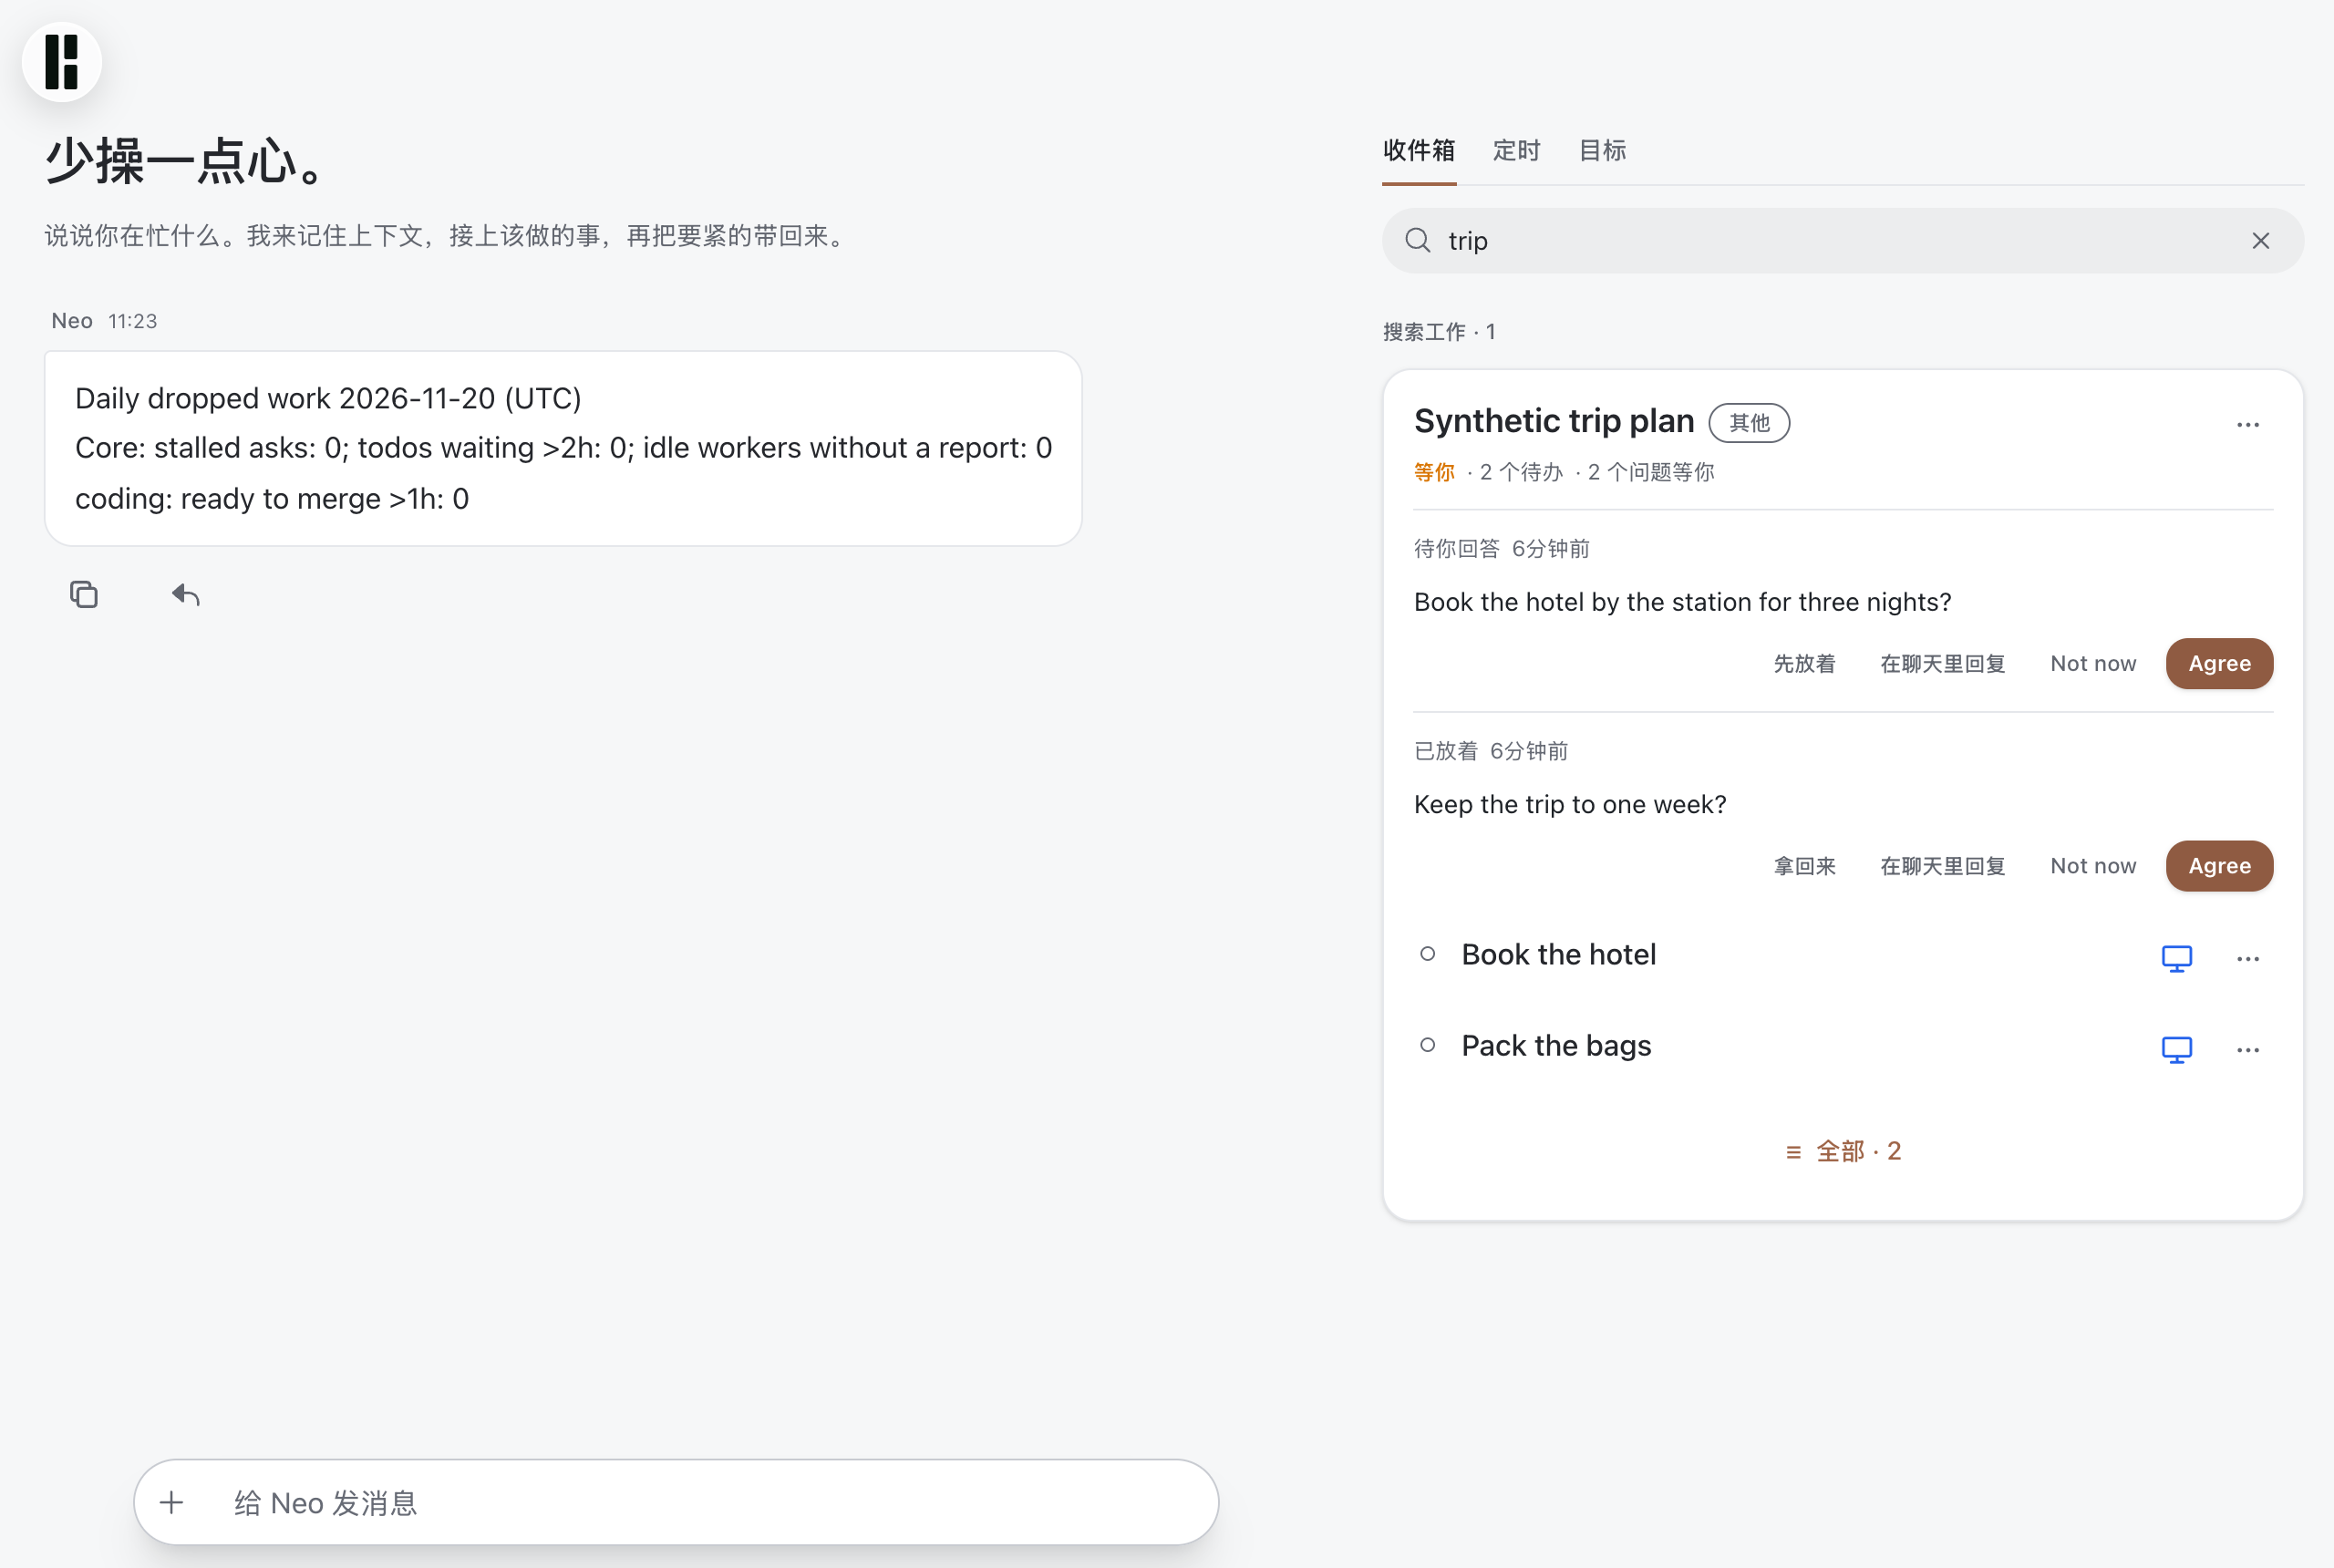 少操一点心。
说说你在忙什么。我来记住上下文，接上该做的事，再把要紧的带回来。
Neo 11:23
Daily dropped work 2026-11-20 (UTC)
Core: stalled asks: 0; todos waiting >2h: 0; idle workers without a report: 0
coding: ready to merge >1h: 0
给 Neo 发消息
收件箱 定时 目标
trip
搜索工作 · 1
Synthetic trip plan 其他
等你 · 2 个待办 · 2 个问题等你
待你回答 6分钟前
Book the hotel by the station for three nights?
先放着 在聊天里回复 Not now Agree
已放着 6分钟前
Keep the trip to one week?
拿回来 在聊天里回复 Not now Agree
Book the hotel
Pack the bags
全部 · 2